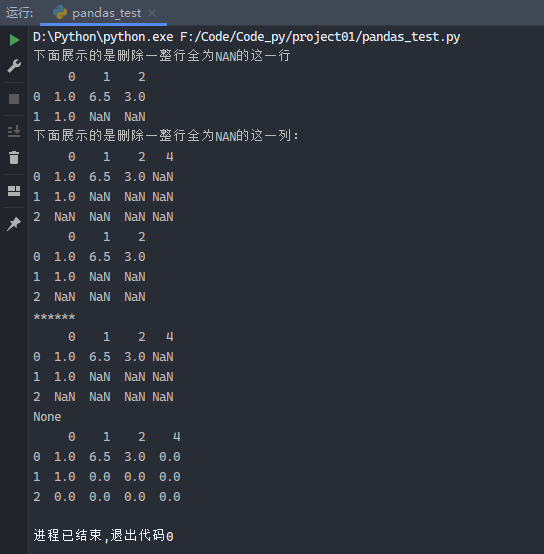 运行: pandas_test ×
D:\Python\python.exe F:/Code/Code_py/project01/pandas_test.py
下面展示的是删除一整行全为NAN的这一行
     0    1    2
0  1.0  6.5  3.0
1  1.0  NaN  NaN
下面展示的是删除一整行全为NAN的这一列：
     0    1    2   4
0  1.0  6.5  3.0 NaN
1  1.0  NaN  NaN NaN
2  NaN  NaN  NaN NaN
     0    1    2
0  1.0  6.5  3.0
1  1.0  NaN  NaN
2  NaN  NaN  NaN
******
     0    1    2   4
0  1.0  6.5  3.0 NaN
1  1.0  NaN  NaN NaN
2  NaN  NaN  NaN NaN
None
     0    1    2    4
0  1.0  6.5  3.0  0.0
1  1.0  0.0  0.0  0.0
2  0.0  0.0  0.0  0.0
进程已结束,退出代码0